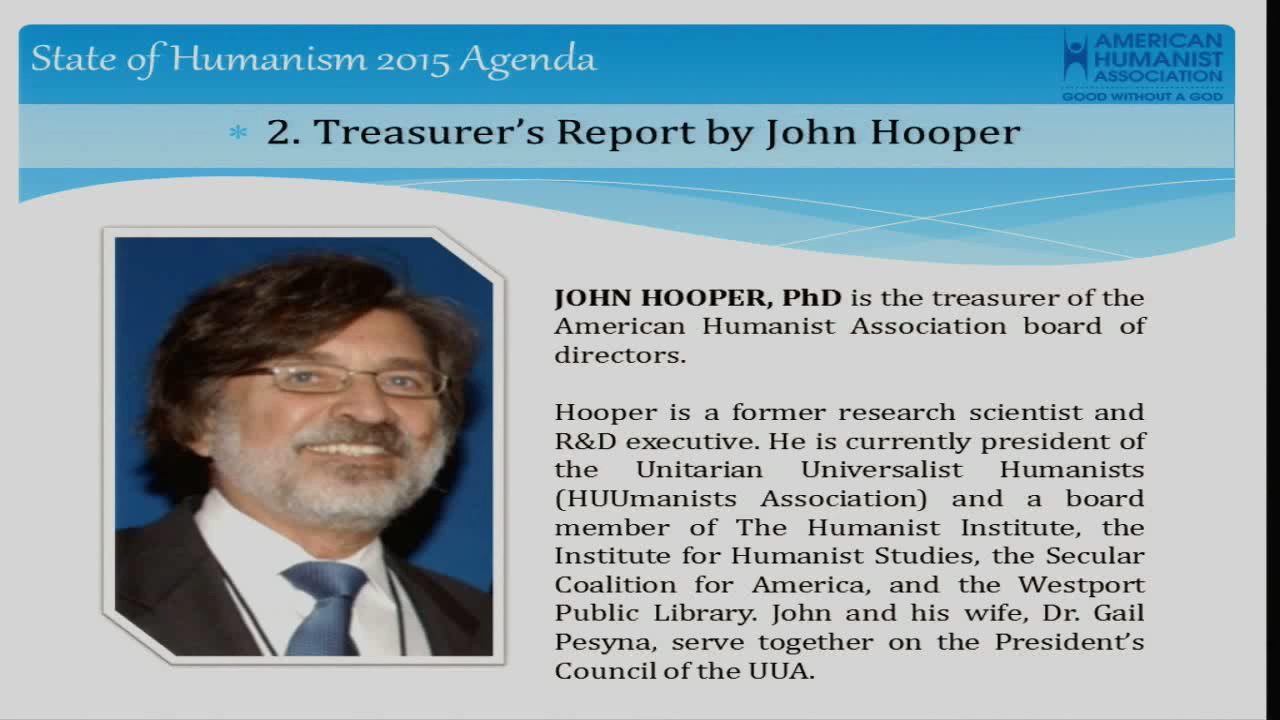 State of Humanism 2015 Agenda
AMERICAN
HUMANIST
ASSOCIATION
GOOD WITHOUT A GOD
* 2. Treasurer's Report by John Hooper
JOHN HOOPER, PhD is the treasurer of the
American Humanist Association board of
directors.
Hooper is a former research scientist and
R&D executive. He is currently president of
the Unitarian Universalist Humanists
(HUUmanists Association) and a board
member of The Humanist Institute, the
Institute for Humanist Studies, the Secular
Coalition for America, and the Westport
Public Library. John and his wife, Dr. Gail
Pesyna, serve together on the President's
Council of the UUA.